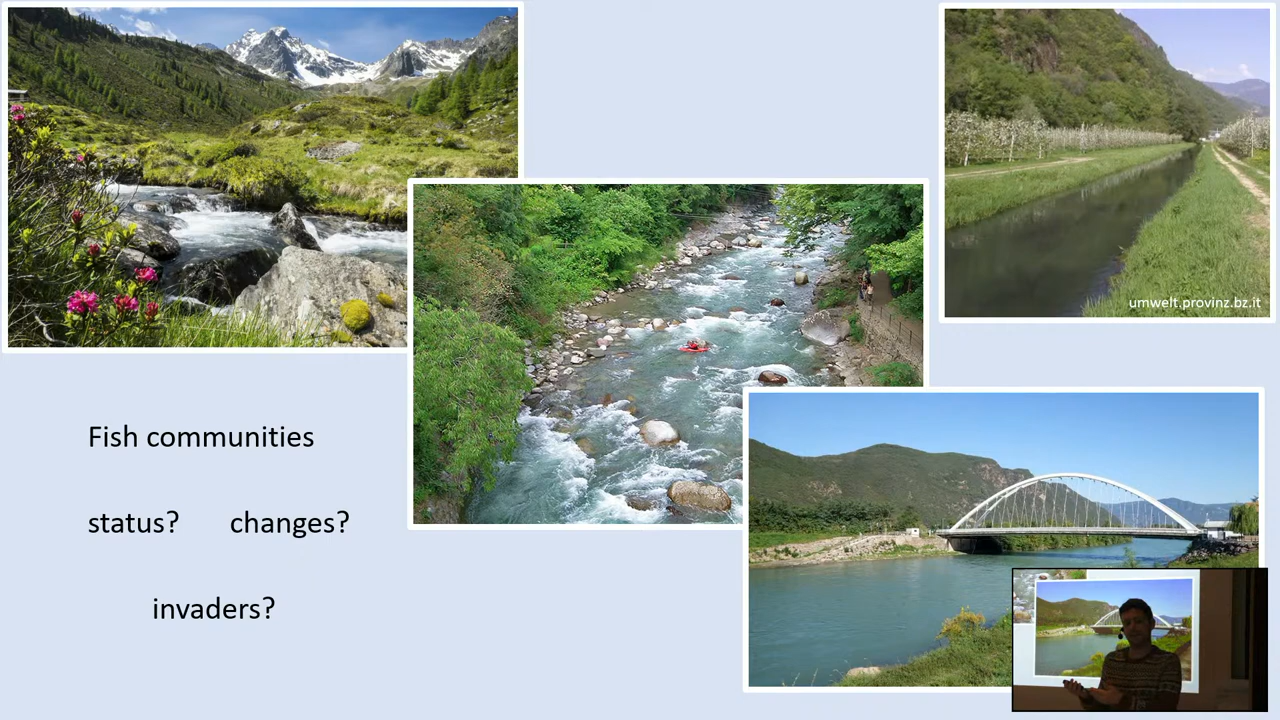 umwelt.provinz.bz.it
Fish communities
status? changes?
invaders?